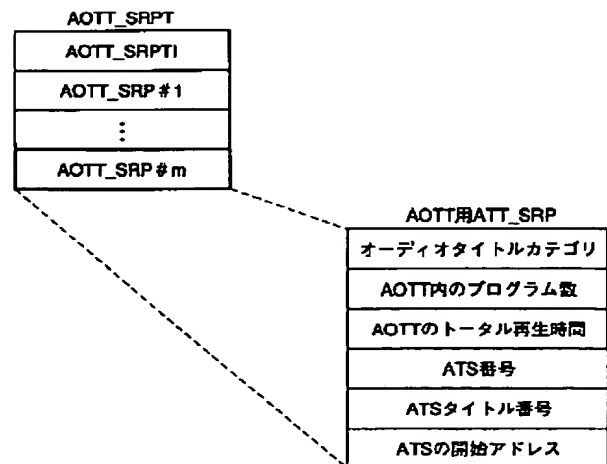 AOTT_SRPT
AOTT_SRPTI
AOTT_SRP#1
⋮
AOTT_SRP#m
AOTT用ATT_SRP
オーディオタイトルカテゴリ
AOTT内のプログラム数
AOTTのトータル再生時間
ATS番号
ATSタイトル番号
ATSの開始アドレス